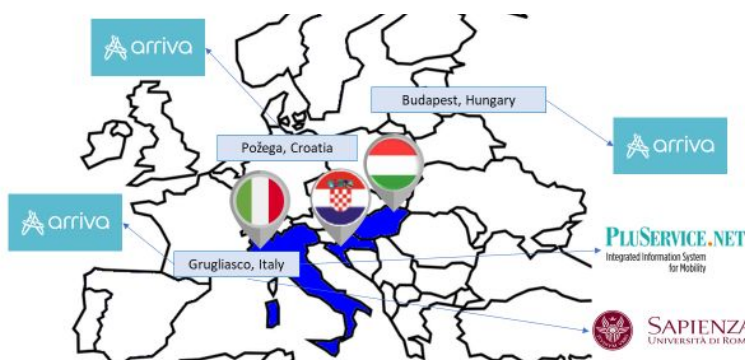 arriva
Budapest, Hungary
Požega, Croatia
arriva
arriva
Grugliasco, Italy
PLUSERVICE.NET
Integrated Information System
for Mobility
SAPIENZA
UNIVERSITÀ DI ROMA